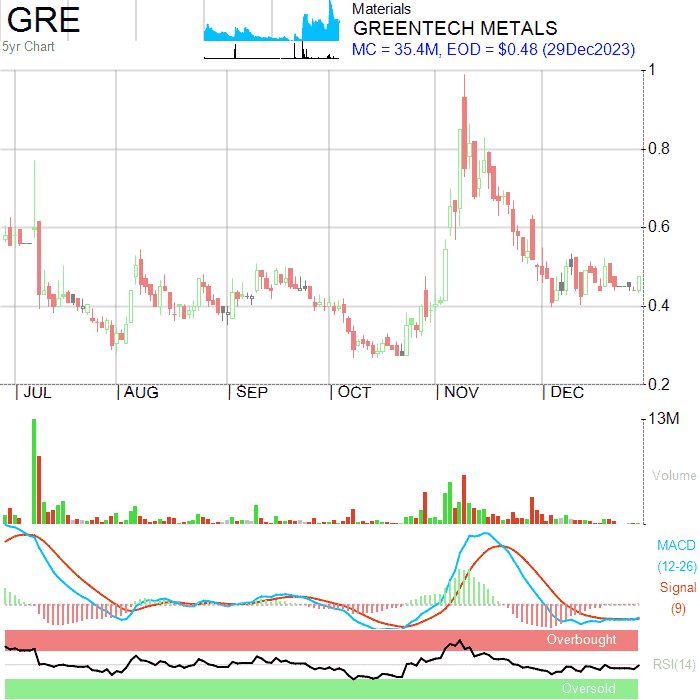 GRE
5yr Chart
Materials
GREENTECH METALS
MC = 35.4M, EOD = $0.48 (29Dec2023)
1
0.8
0.6
0.4
0.2
JUL AUG SEP OCT NOV DEC
13M
Volume
MACD
(12-26)
Signal
(9)
Overbought
RSI(14)
Oversold